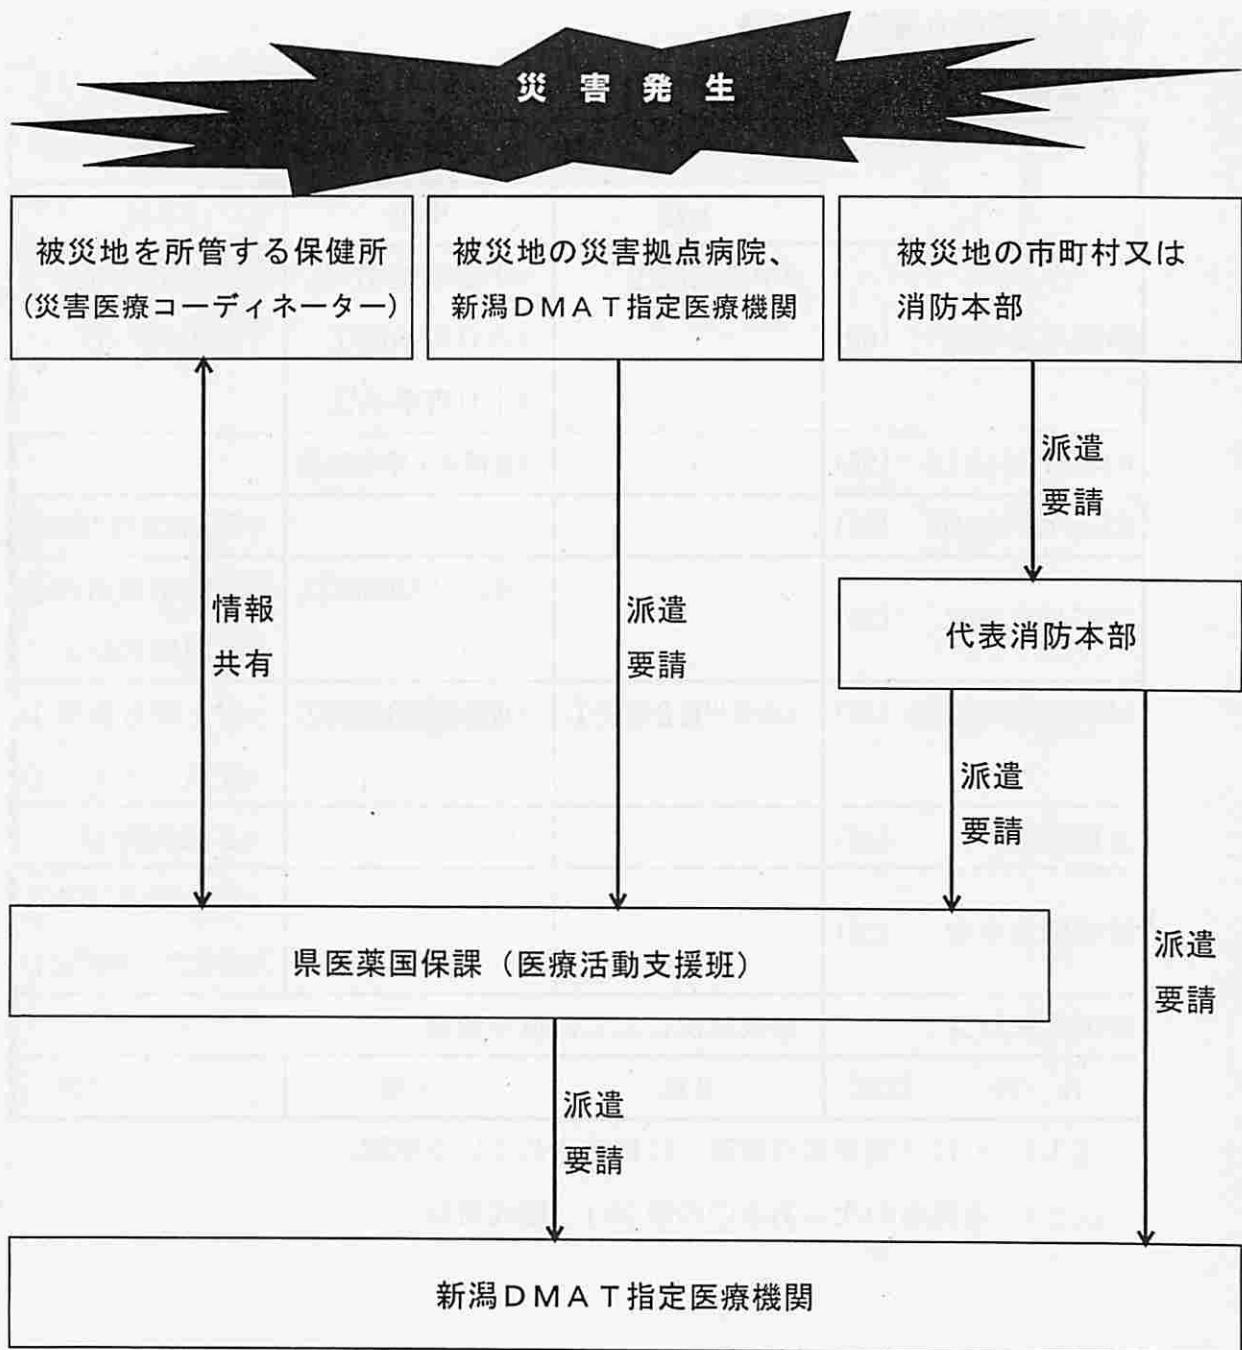 災害発生
被災地を所管する保健所
(災害医療コーディネーター)
被災地の災害拠点病院、
新潟DMAT指定医療機関
被災地の市町村又は
消防本部
派遣
要請
情報
共有
派遣
要請
代表消防本部
派遣
要請
県医薬国保課（医療活動支援班）
派遣
要請
派遣
要請
新潟DMAT指定医療機関